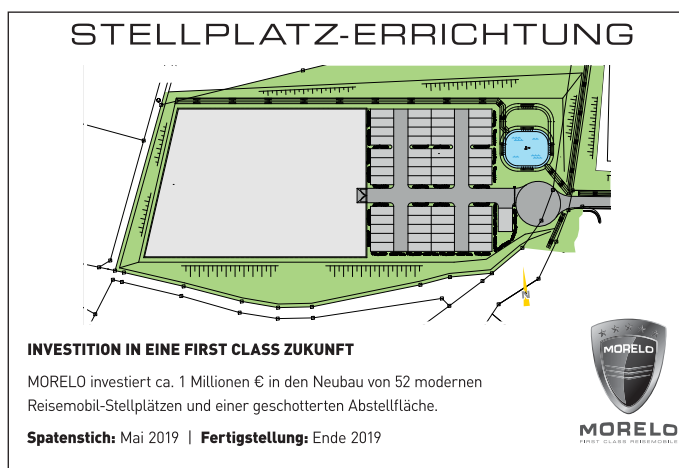 STELLPLATZ-ERRICHTUNG
INVESTITION IN EINE FIRST CLASS ZUKUNFT
MORELO investiert ca. 1 Millionen € in den Neubau von 52 modernen
Reisemobil-Stellplätzen und einer geschotterten Abstellfläche.
Spatenstich: Mai 2019 | Fertigstellung: Ende 2019
MORELO
MORELO
FIRST CLASS REISEMOBILE